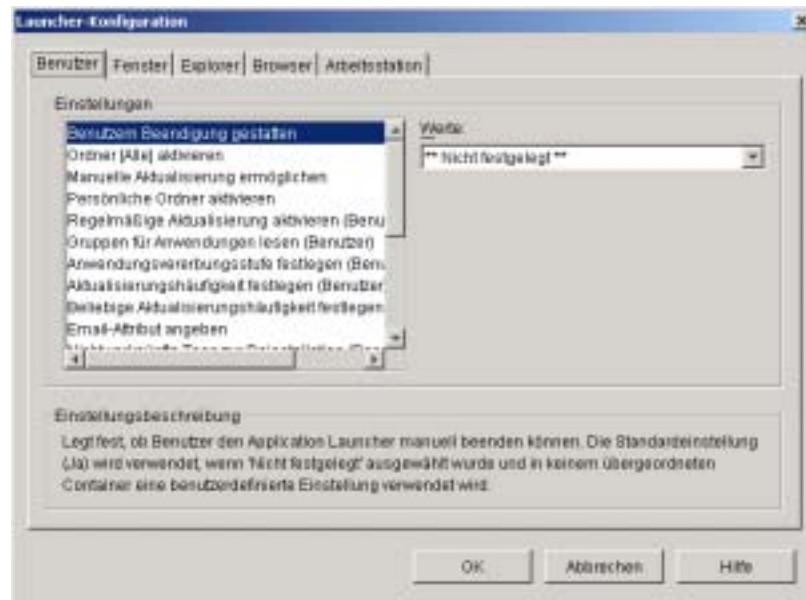 Launcher-Konfiguration
Benutzer Fenster Explorer Browser Arbeitsstation
Einstellungen
Benutzern Beendigung gestatten
Werte:
Ordner [Alle] aktivieren
** Nicht festgelegt **
Manuelle Aktualisierung ermöglichen
Persönliche Ordner aktivieren
Regelmäßige Aktualisierung aktivieren (Benu
Gruppen für Anwendungen lesen (Benutzer)
Anwendungsvererbungsstufe festlegen (Ben
Aktualisierungshäufigkeit festlegen (Benutzer
Beliebige Aktualisierungshäufigkeit festlegen
Email-Attribut angeben
Einstellungsbeschreibung
Legt fest, ob Benutzer den Application Launcher manuell beenden können. Die Standardeinstellung
(Ja) wird verwendet, wenn 'Nicht festgelegt' ausgewählt wurde und in keinem übergeordneten
Container eine benutzerdefinierte Einstellung verwendet wird.
OK Abbrechen Hilfe